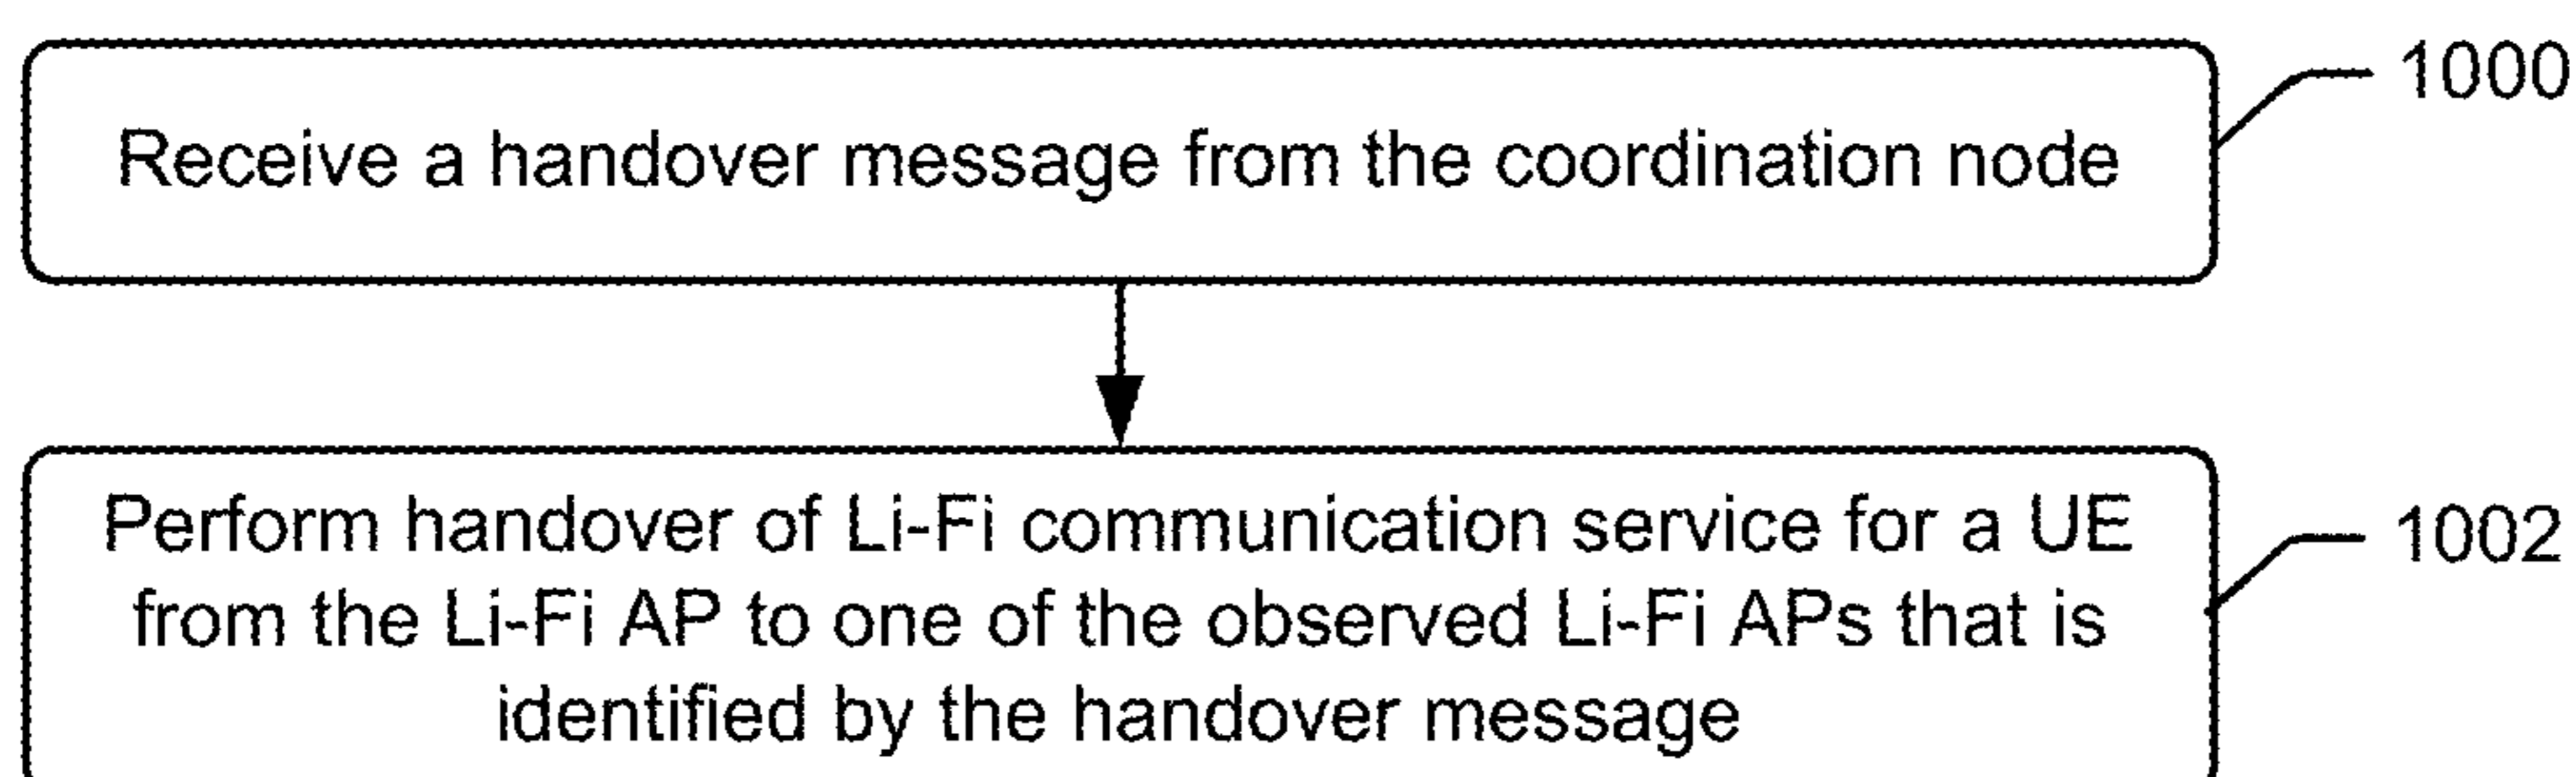 Receive a handover message from the coordination node
1000
Perform handover of Li-Fi communication service for a UE
from the Li-Fi AP to one of the observed Li-Fi APs that is
identified by the handover message
1002